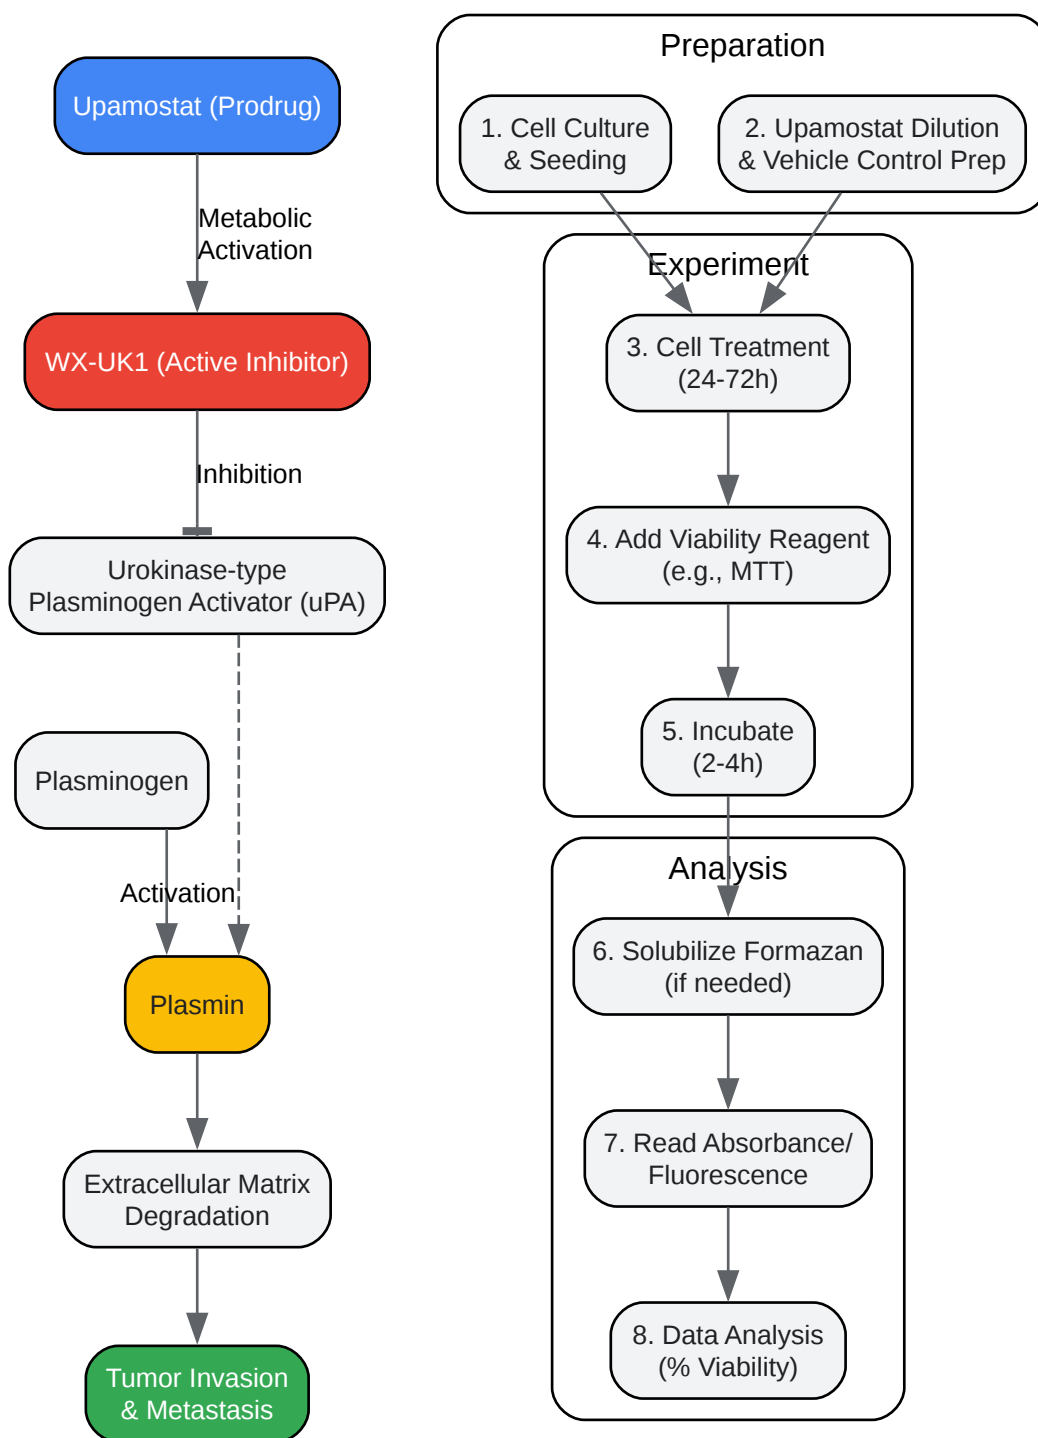 Upamostat (Prodrug)
Metabolic
Activation
WX-UK1 (Active Inhibitor)
Inhibition
Urokinase-type
Plasminogen Activator (uPA)
Plasminogen
Activation
Plasmin
Extracellular Matrix
Degradation
Tumor Invasion
& Metastasis
Preparation
1. Cell Culture
& Seeding
2. Upamostat Dilution
& Vehicle Control Prep
Experiment
3. Cell Treatment
(24-72h)
4. Add Viability Reagent
(e.g., MTT)
5. Incubate
(2-4h)
Analysis
6. Solubilize Formazan
(if needed)
7. Read Absorbance/
Fluorescence
8. Data Analysis
(% Viability)